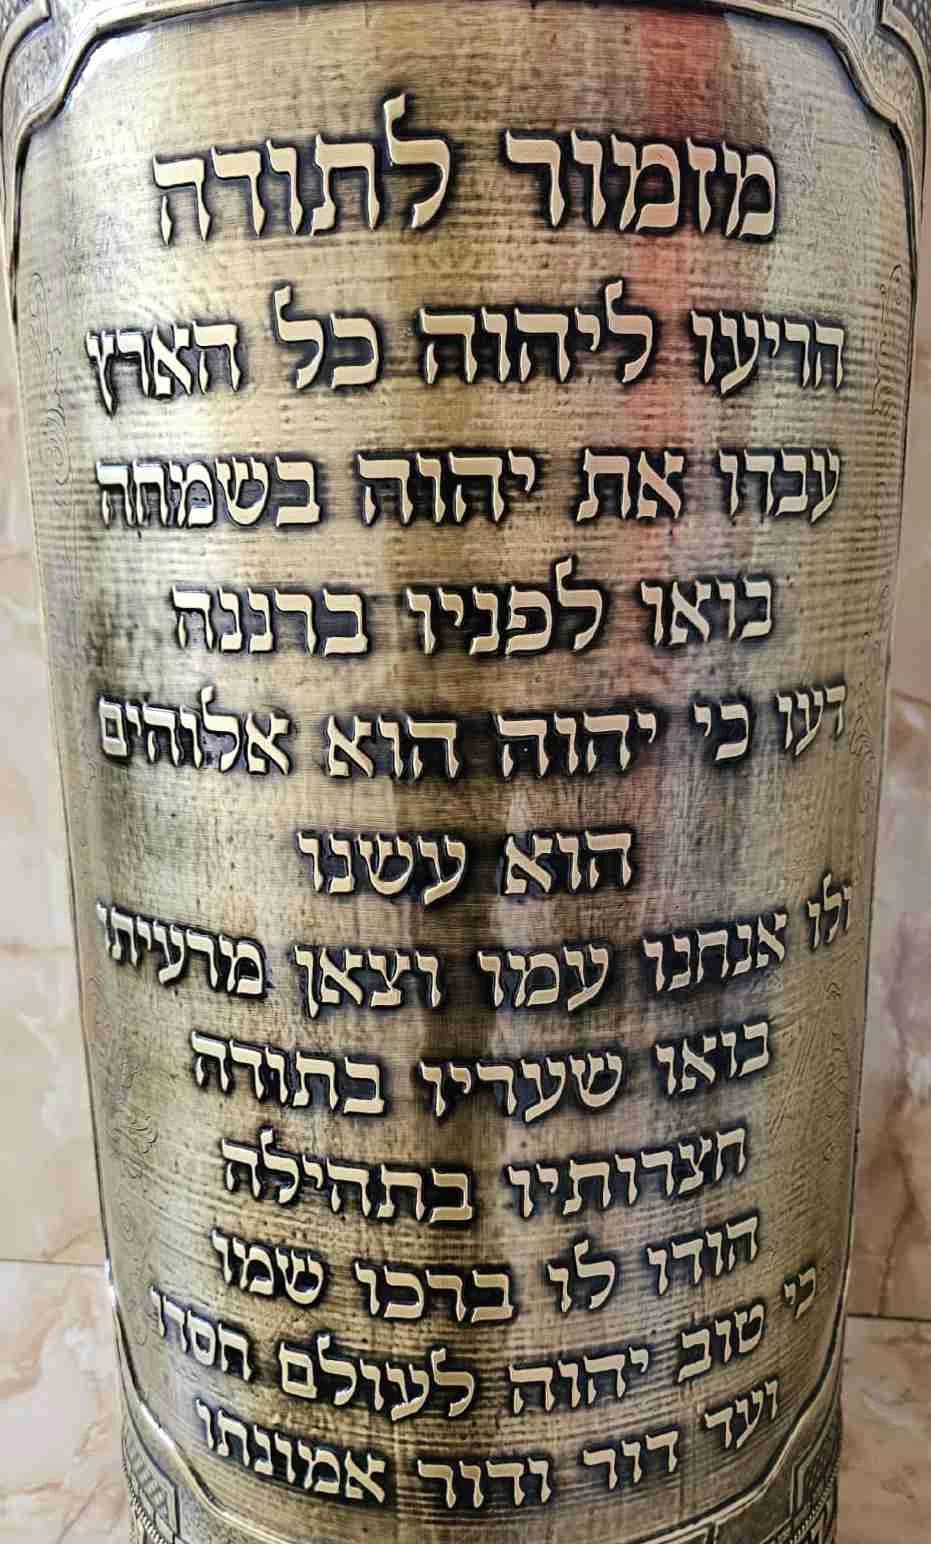 מזמור לתודה
הריעו ליהוה כל הארץ
עבדו את יהוה בשמחה
בואו לפניו ברננה
דעו כי יהוה הוא אלוהים
הוא עשנו
ולו אנחנו עמו וצאן מרעיתו
בואו שעריו בתודה
חצרותיו בתהילה
הודו לו ברכו שמו
כי טוב יהוה לעולם חסדו
ועד דור ודור אמונתו